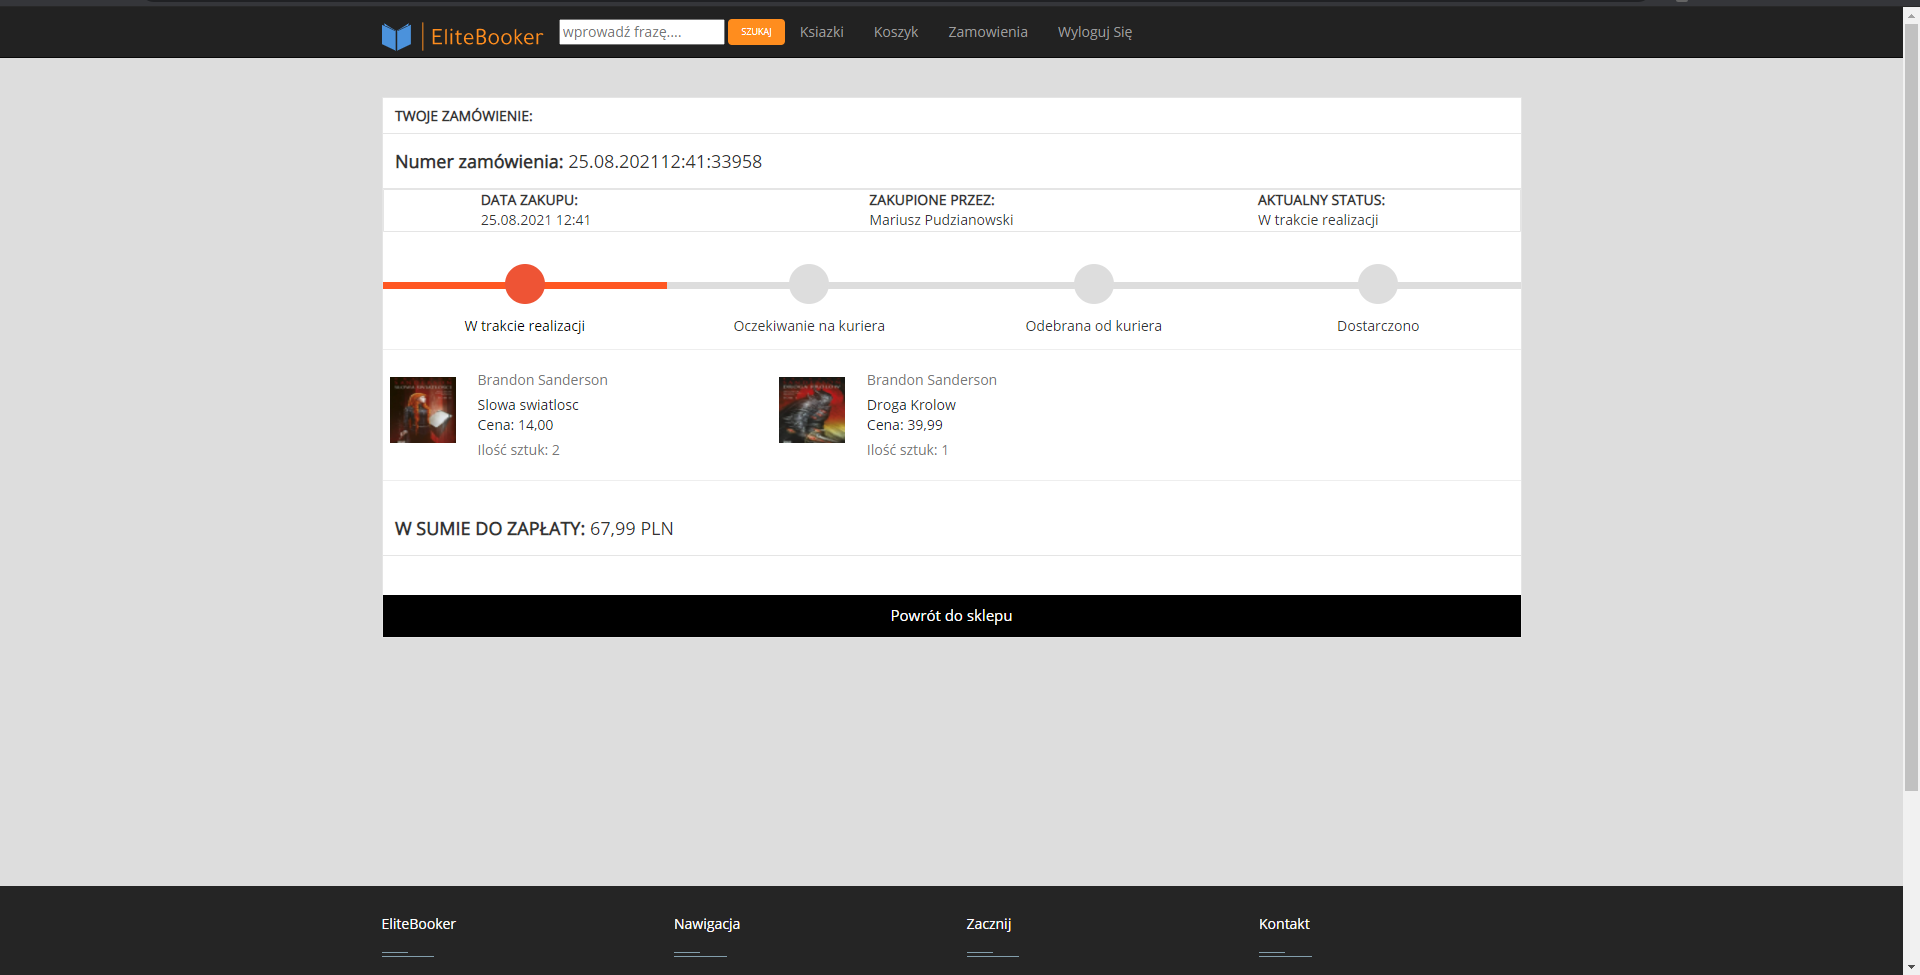 EliteBooker
wprowadź frazę....
SZUKAJ
Ksiazki
Koszyk
Zamowienia
Wyloguj Się
TWOJE ZAMÓWIENIE:
Numer zamówienia: 25.08.202112:41:33958
DATA ZAKUPU:
25.08.2021 12:41
ZAKUPIONE PRZEZ:
Mariusz Pudzianowski
AKTUALNY STATUS:
W trakcie realizacji
W trakcie realizacji
Oczekiwanie na kuriera
Odebrana od kuriera
Dostarczono
Brandon Sanderson
Slowa swiatlosc
Cena: 14,00
Ilość sztuk: 2
Brandon Sanderson
Droga Krolow
Cena: 39,99
Ilość sztuk: 1
W SUMIE DO ZAPŁATY: 67,99 PLN
Powrót do sklepu
EliteBooker
Nawigacja
Zacznij
Kontakt